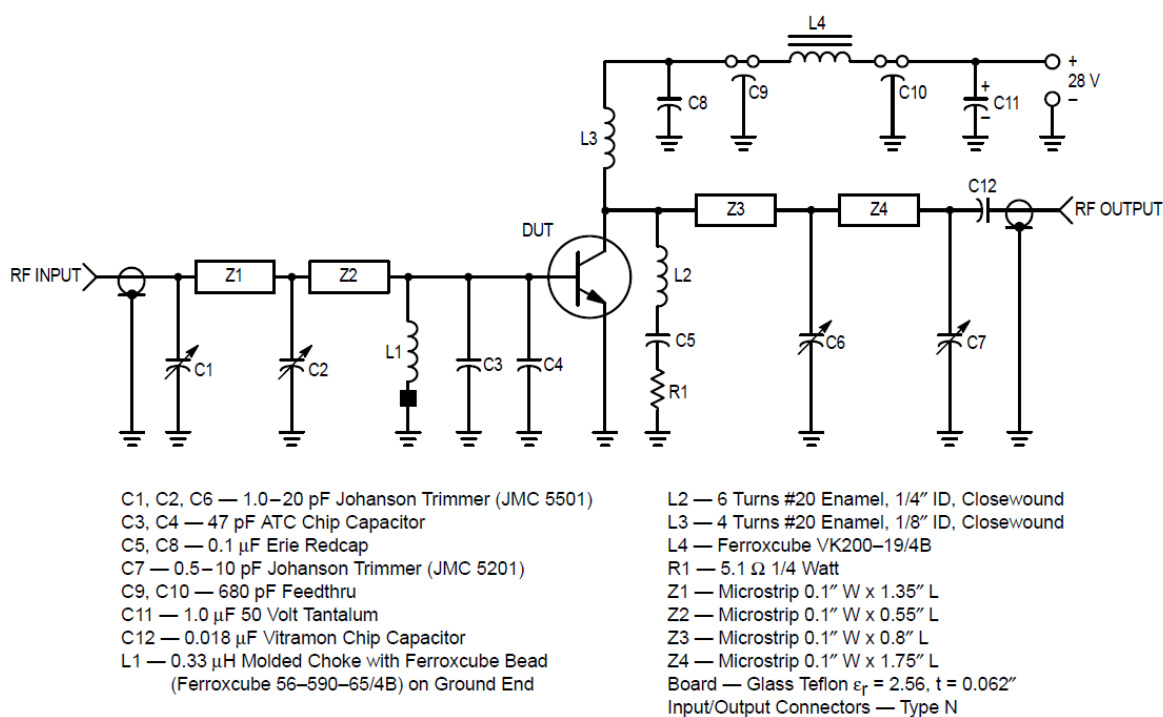 L4
+
28 V
–
C8
C9
C10
+
C11
–
L3
C12
RF OUTPUT
Z3
Z4
DUT
RF INPUT
Z1
Z2
L2
C5
C6
C7
C1
C2
L1
C3
C4
R1
C1, C2, C6 — 1.0–20 pF Johanson Trimmer (JMC 5501)
C3, C4 — 47 pF ATC Chip Capacitor
C5, C8 — 0.1 μF Erie Redcap
C7 — 0.5–10 pF Johanson Trimmer (JMC 5201)
C9, C10 — 680 pF Feedthru
C11 — 1.0 μF 50 Volt Tantalum
C12 — 0.018 μF Vitramon Chip Capacitor
L1 — 0.33 μH Molded Choke with Ferroxcube Bead
(Ferroxcube 56–590–65/4B) on Ground End
L2 — 6 Turns #20 Enamel, 1/4″ ID, Closewound
L3 — 4 Turns #20 Enamel, 1/8″ ID, Closewound
L4 — Ferroxcube VK200–19/4B
R1 — 5.1 Ω 1/4 Watt
Z1 — Microstrip 0.1″ W x 1.35″ L
Z2 — Microstrip 0.1″ W x 0.55″ L
Z3 — Microstrip 0.1″ W x 0.8″ L
Z4 — Microstrip 0.1″ W x 1.75″ L
Board — Glass Teflon εr = 2.56, t = 0.062″
Input/Output Connectors — Type N